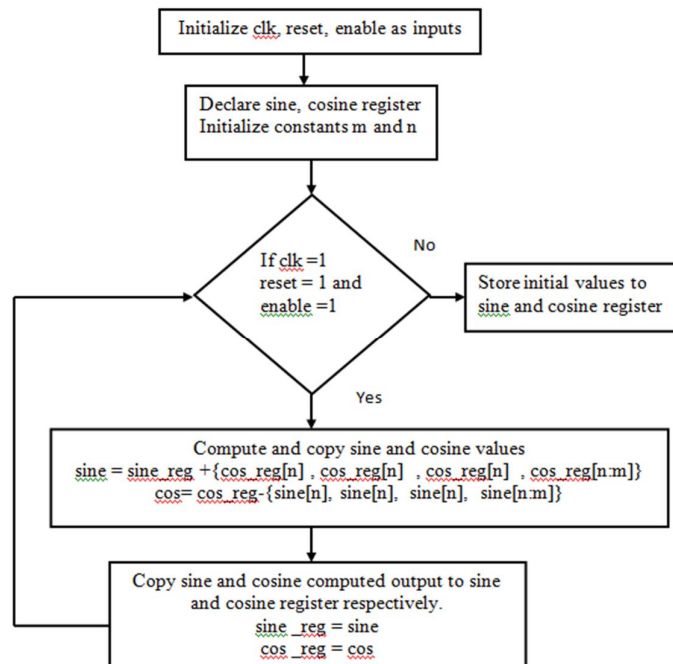 Initialize clk, reset, enable as inputs
Declare sine, cosine register
Initialize constants m and n
If clk =1
reset = 1 and
enable =1
No
Store initial values to
sine and cosine register
Yes
Compute and copy sine and cosine values
sine = sine_reg +{cos_reg[n] , cos_reg[n] , cos_reg[n] , cos_reg[n:m]}
cos= cos_reg-{sine[n], sine[n], sine[n], sine[n:m]}
Copy sine and cosine computed output to sine
and cosine register respectively.
sine _reg = sine
cos _reg = cos